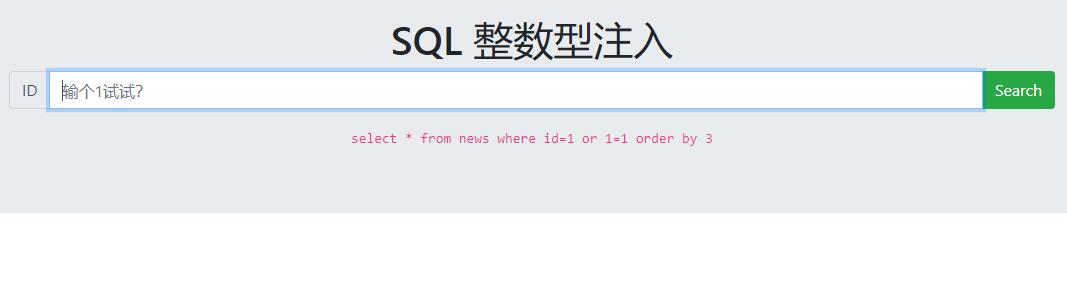 SQL 整数型注入
ID 输个1试试? Search
select * from news where id=1 or 1=1 order by 3